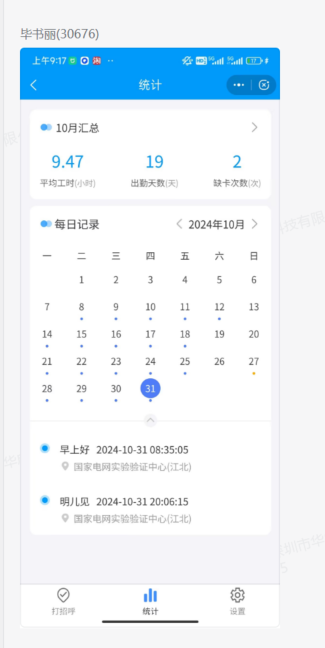 毕书丽(30676)
上午9:17
统计
10月汇总
9.47 19 2
平均工时(小时) 出勤天数(天) 缺卡次数(次)
每日记录 2024年10月
一 二 三 四 五 六 日
1 2 3 4 5 6
7 8 9 10 11 12 13
14 15 16 17 18 19 20
21 22 23 24 25 26 27
28 29 30 31
早上好 2024-10-31 08:35:05
国家电网实验验证中心(江北)
明儿见 2024-10-31 20:06:15
国家电网实验验证中心(江北)
打招呼 统计 设置